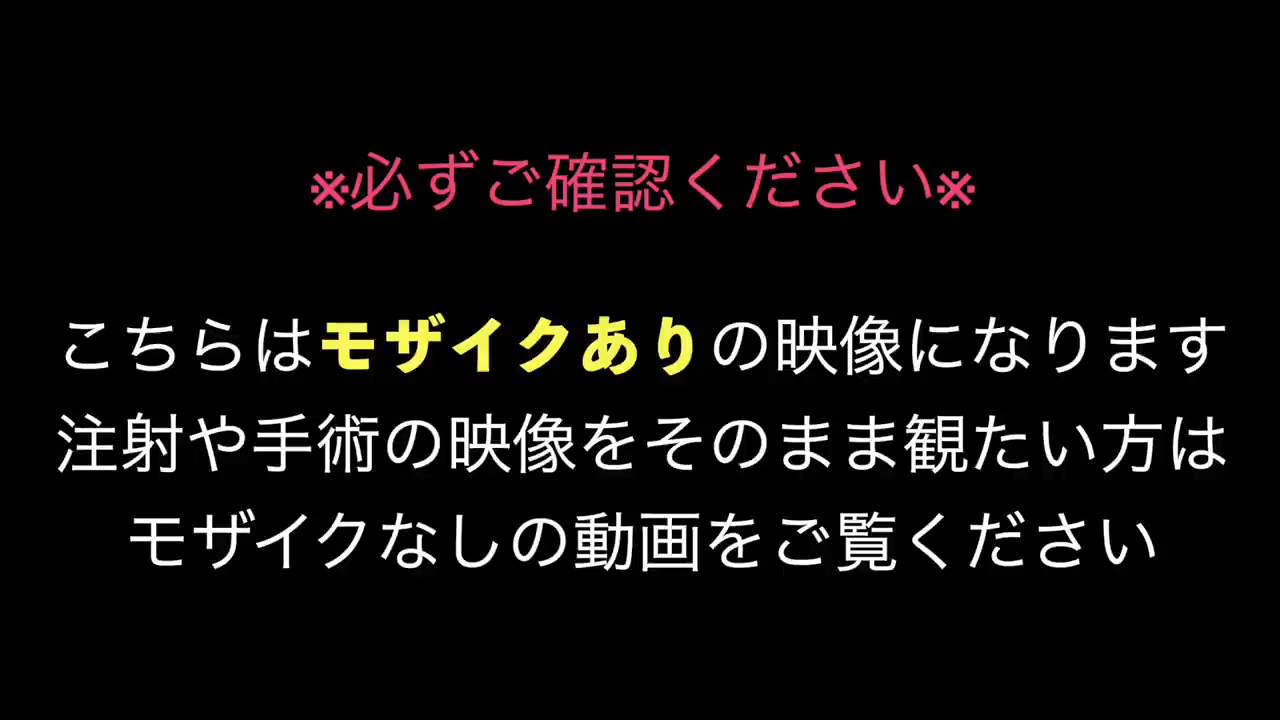 ※必ずご確認ください※
こちらはモザイクありの映像になります
注射や手術の映像をそのまま観たい方は
モザイクなしの動画をご覧ください